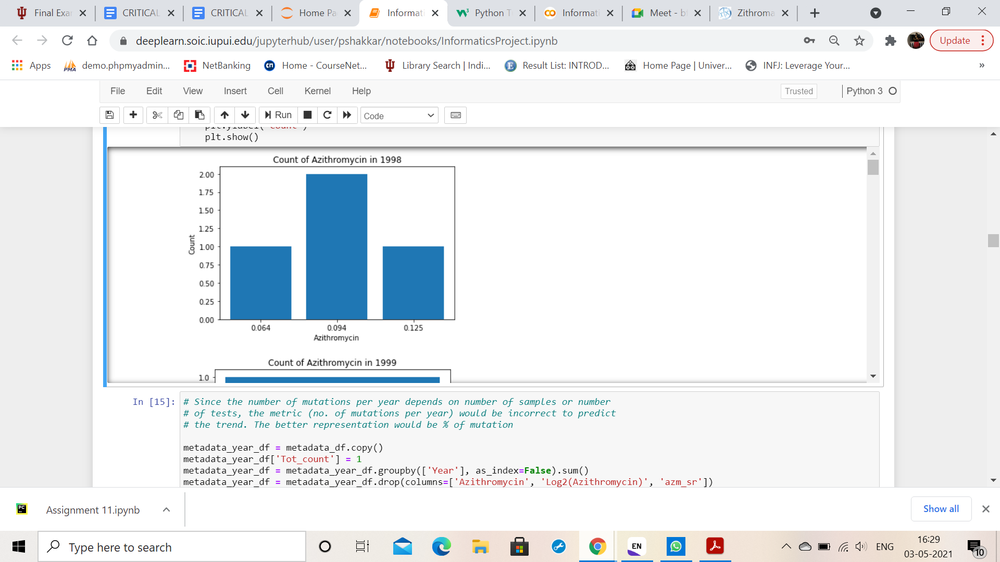 Final Exa
CRITICAL
CRITICAL
Home Pa
Informati
Python T
Informati
Meet - b
Zithroma
deeplearn.soic.iupui.edu/jupyterhub/user/pshakkar/notebooks/InformaticsProject.ipynb
Update
Apps
demo.phpmyadmin...
NetBanking
Home - CourseNet...
Library Search | Indi...
Result List: INTROD...
Home Page | Univer...
INFJ: Leverage Your...
»
File Edit View Insert Cell Kernel Help
Trusted
Python 3
Run
Code
plt.ylabel("Count")
plt.show()
Count of Azithromycin in 1998
2.00
1.75
1.50
1.25
1.00
0.75
0.50
0.25
0.00
Count
0.064 0.094 0.125
Azithromycin
Count of Azithromycin in 1999
1.0
In [15]:
# Since the number of mutations per year depends on number of samples or number
# of tests, the metric (no. of mutations per year) would be incorrect to predict
# the trend. The better representation would be % of mutation
metadata_year_df = metadata_df.copy()
metadata_year_df['Tot_count'] = 1
metadata_year_df = metadata_year_df.groupby(['Year'], as_index=False).sum()
metadata_year_df = metadata_year_df.drop(columns=['Azithromycin', 'Log2(Azithromycin)', 'azm_sr'])
PC
Assignment 11.ipynb
Show all
Type here to search
EN
ENG
16:29
03-05-2021
10